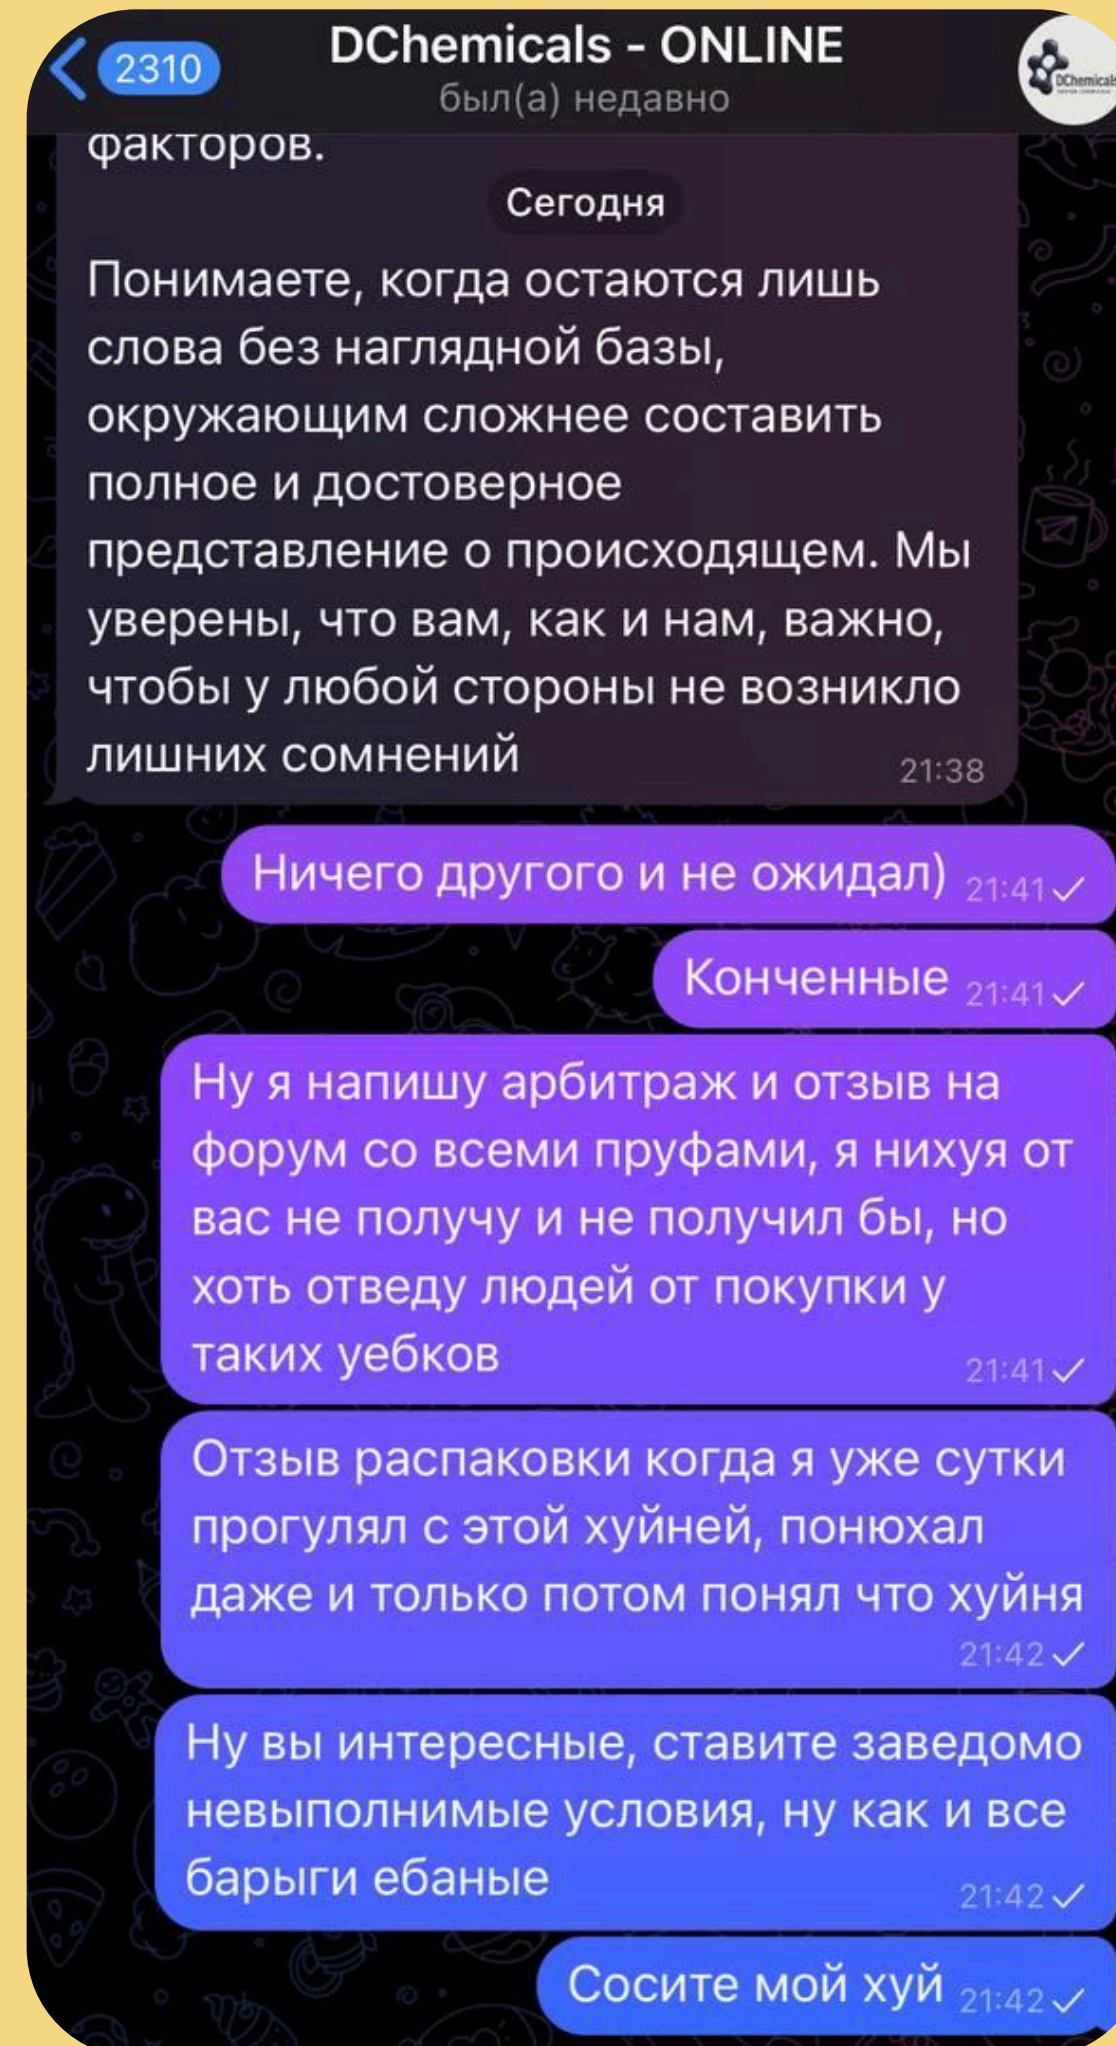 2310
DChemicals - ONLINE
был(а) недавно
DChemicals
факторов.
Сегодня
Понимаете, когда остаются лишь
слова без наглядной базы,
окружающим сложнее составить
полное и достоверное
представление о происходящем. Мы
уверены, что вам, как и нам, важно,
чтобы у любой стороны не возникло
лишних сомнений
21:38
Ничего другого и не ожидал) 21:41
Конченные 21:41
Ну я напишу арбитраж и отзыв на
форум со всеми пруфами, я нихуя от
вас не получу и не получил бы, но
хоть отведу людей от покупки у
таких уебков
21:41
Отзыв распаковки когда я уже сутки
прогулял с этой хуйней, понюхал
даже и только потом понял что хуйня
21:42
Ну вы интересные, ставите заведомо
невыполнимые условия, ну как и все
барыги ебаные
21:42
Сосите мой хуй 21:42